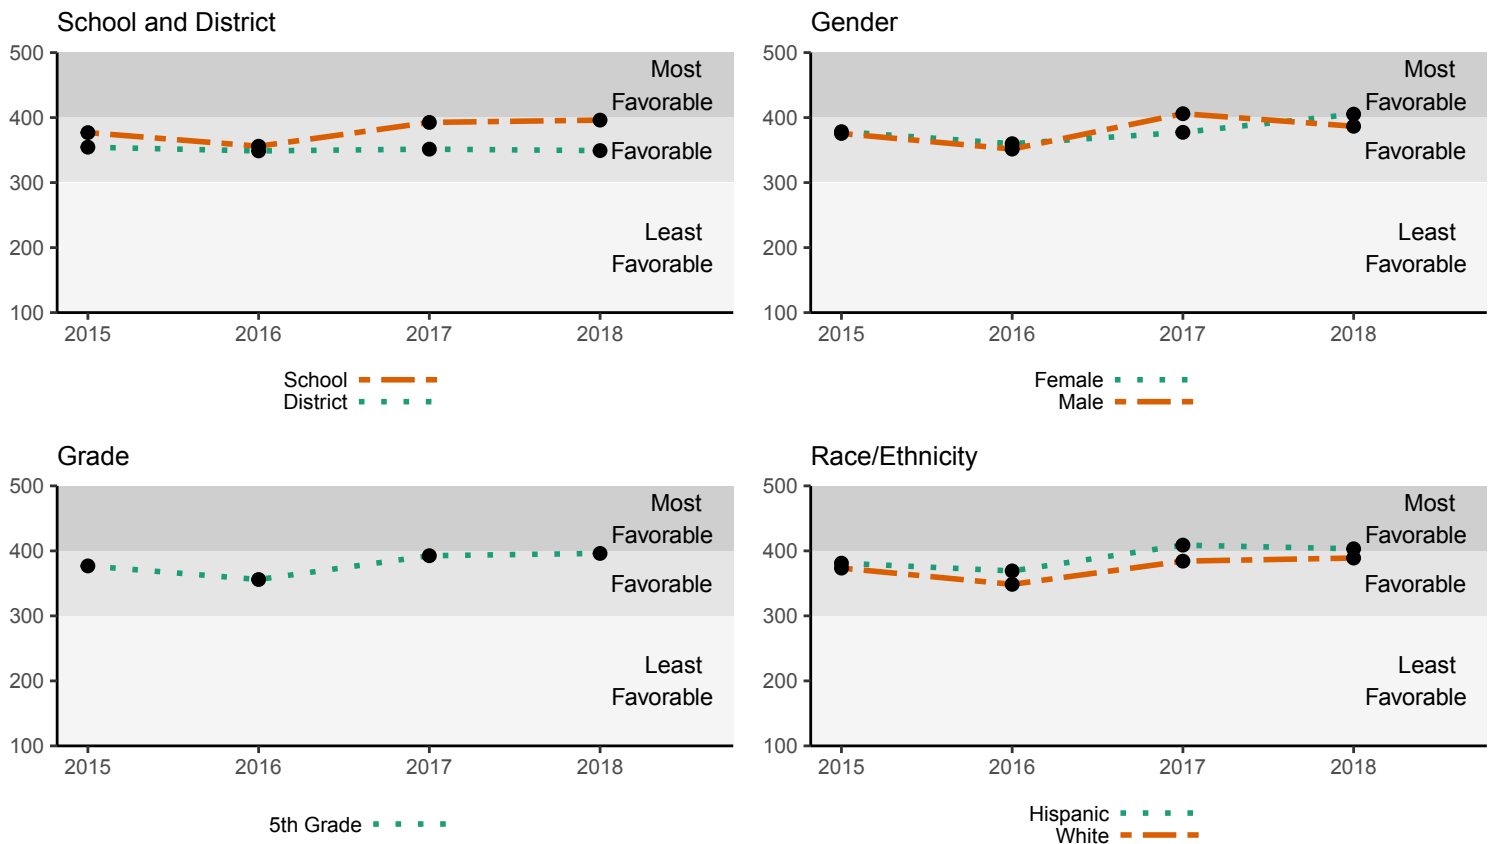 School and District
500
400
300
200
100
Most
Favorable
Favorable
Least
Favorable
2015 2016 2017 2018
School
District
Gender
500
400
300
200
100
Most
Favorable
Favorable
Least
Favorable
2015 2016 2017 2018
Female
Male
Grade
500
400
300
200
100
Most
Favorable
Favorable
Least
Favorable
2015 2016 2017 2018
5th Grade
Race/Ethnicity
500
400
300
200
100
Most
Favorable
Favorable
Least
Favorable
2015 2016 2017 2018
Hispanic
White